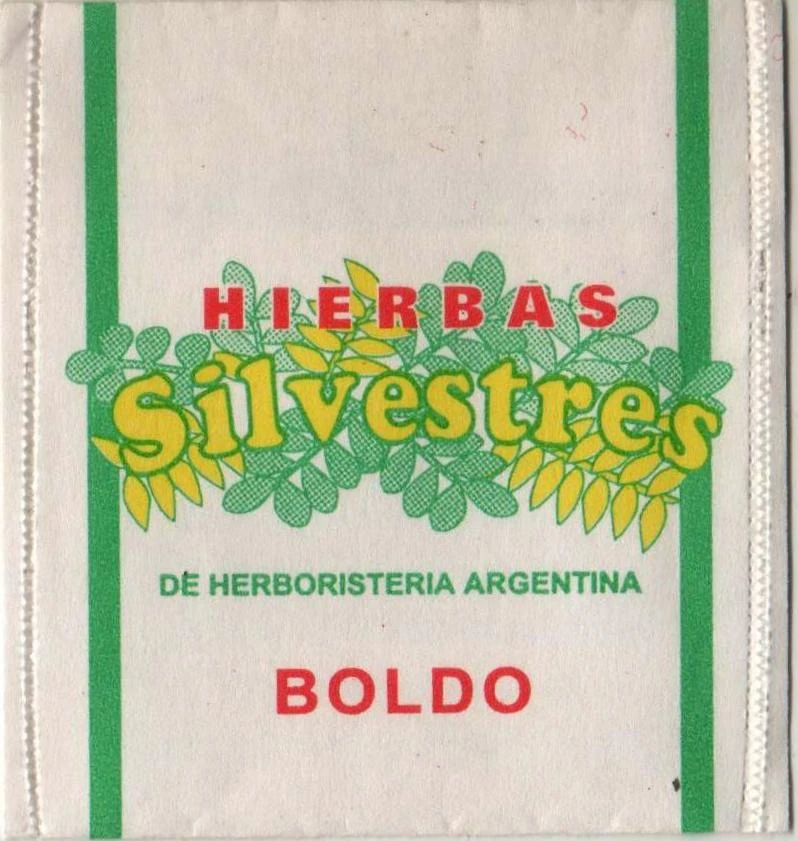 HIERBAS
Silvestres
DE HERBORISTERIA ARGENTINA
BOLDO